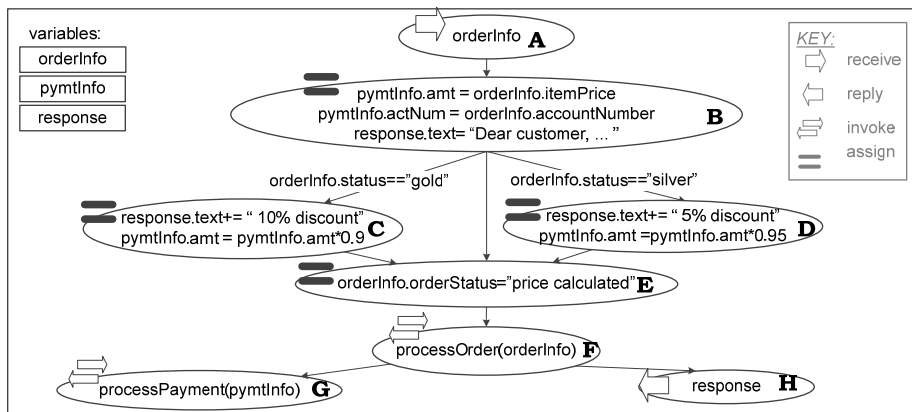 variables:
orderInfo
pymtInfo
response
orderInfo A
pymtInfo.amt = orderInfo.itemPrice
pymtInfo.actNum = orderInfo.accountNumber
response.text= “Dear customer, ... ” B
KEY:
receive
reply
invoke
assign
orderInfo.status==”gold”
orderInfo.status==”silver”
response.text+= “ 10% discount”
pymtInfo.amt = pymtInfo.amt*0.9 C
response.text+= “ 5% discount”
pymtInfo.amt =pymtInfo.amt*0.95 D
orderInfo.orderStatus=”price calculated” E
processOrder(orderInfo) F
processPayment(pymtInfo) G
response H